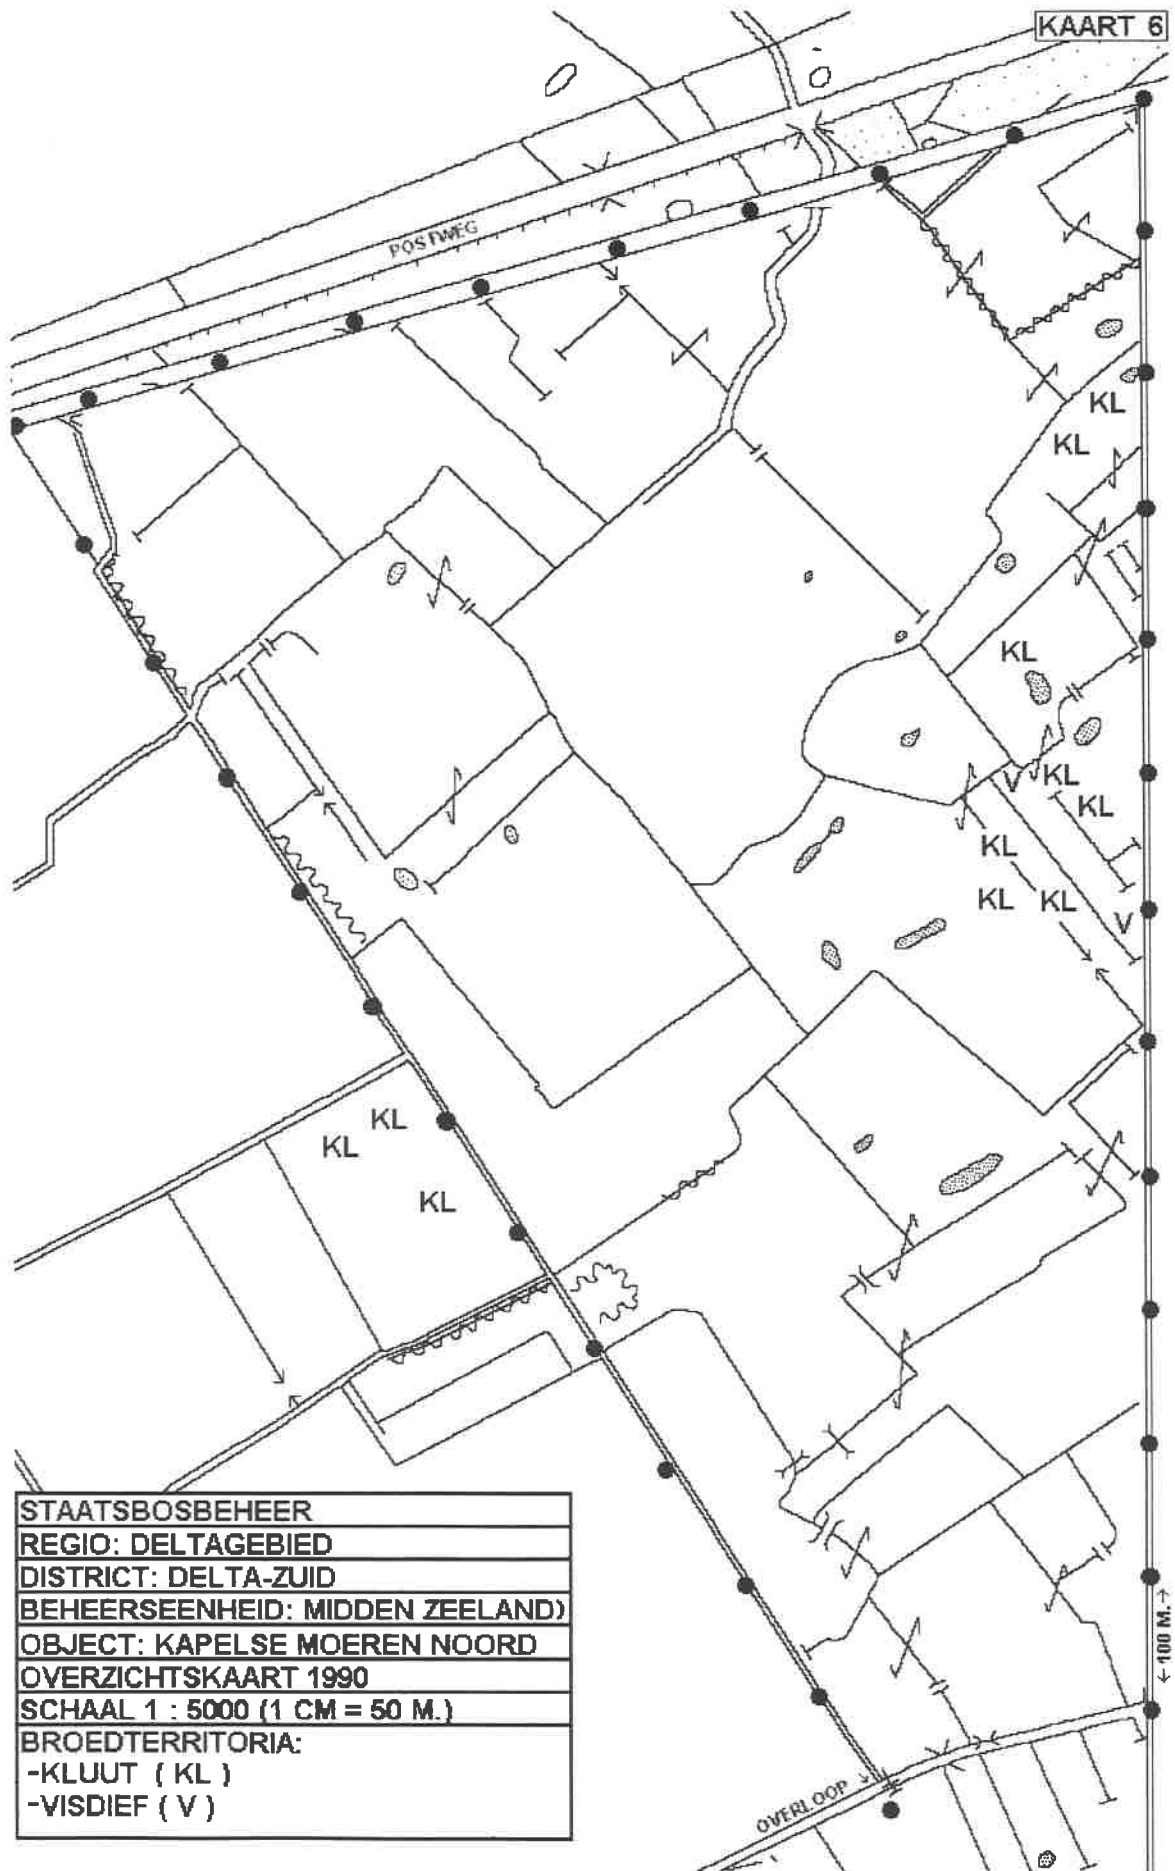 KAART 6
POSTWEG
KL
KL
KL
V KL
KL
KL
KL KL
V
KL
KL
KL
STAATSBOSBEHEER
REGIO: DELTAGEBIED
DISTRICT: DELTA-ZUID
BEHEERSEENHEID: MIDDEN ZEELAND)
OBJECT: KAPELSE MOEREN NOORD
OVERZICHTSKAART 1990
SCHAAL 1 : 5000 (1 CM = 50 M.)
BROEDTERRITORIA:
-KLUUT ( KL )
-VISDIEF ( V )
←100 M.→
OVERLOOP